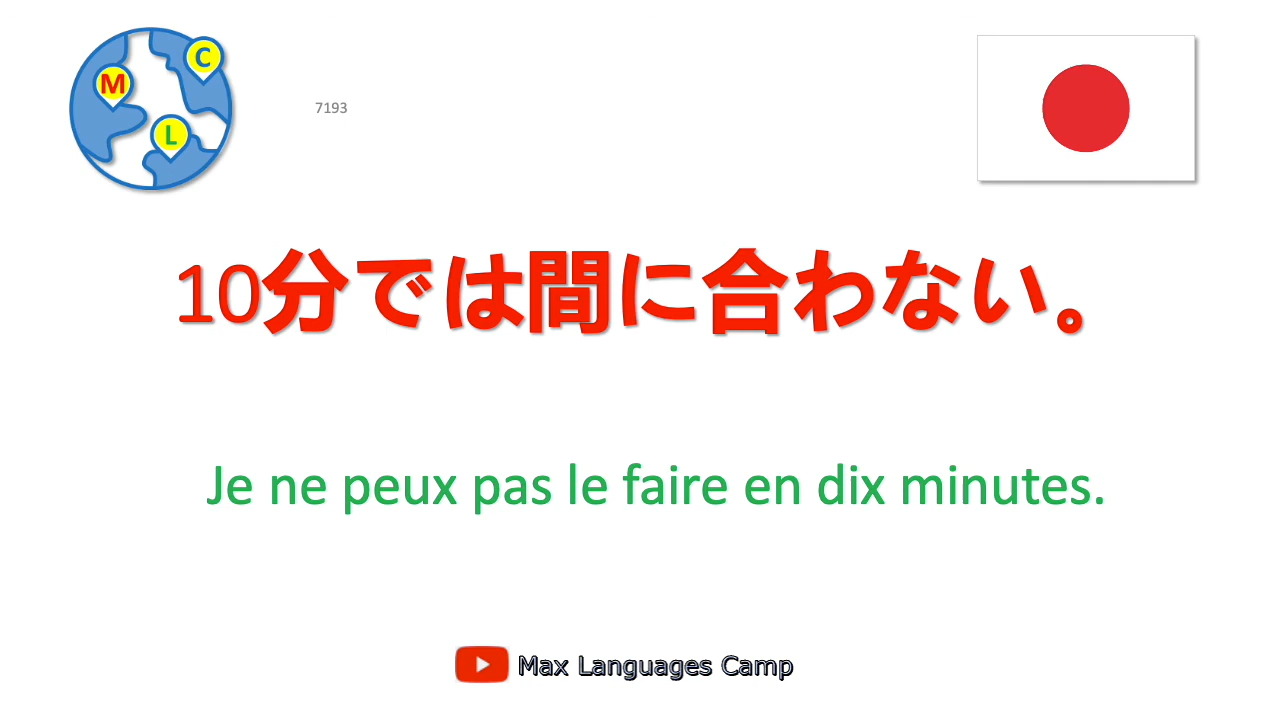 M
C
L
7193
10分では間に合わない。
Je ne peux pas le faire en dix minutes.
Max Languages Camp